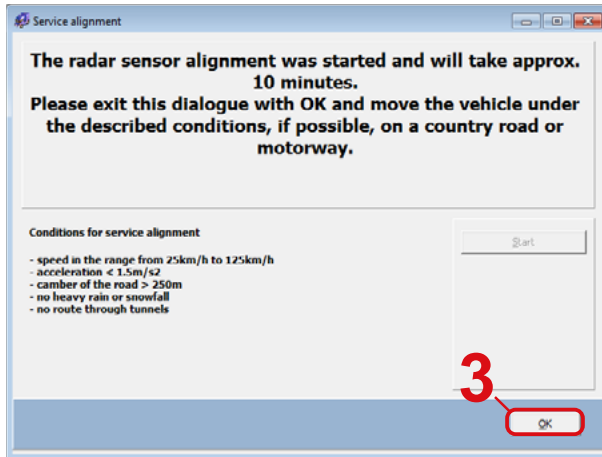 Service alignment
The radar sensor alignment was started and will take approx.
10 minutes.
Please exit this dialogue with OK and move the vehicle under
the described conditions, if possible, on a country road or
motorway.
Conditions for service alignment
- speed in the range from 25km/h to 125km/h
- acceleration < 1.5m/s2
- camber of the road > 250m
- no heavy rain or snowfall
- no route through tunnels
Start
3
OK